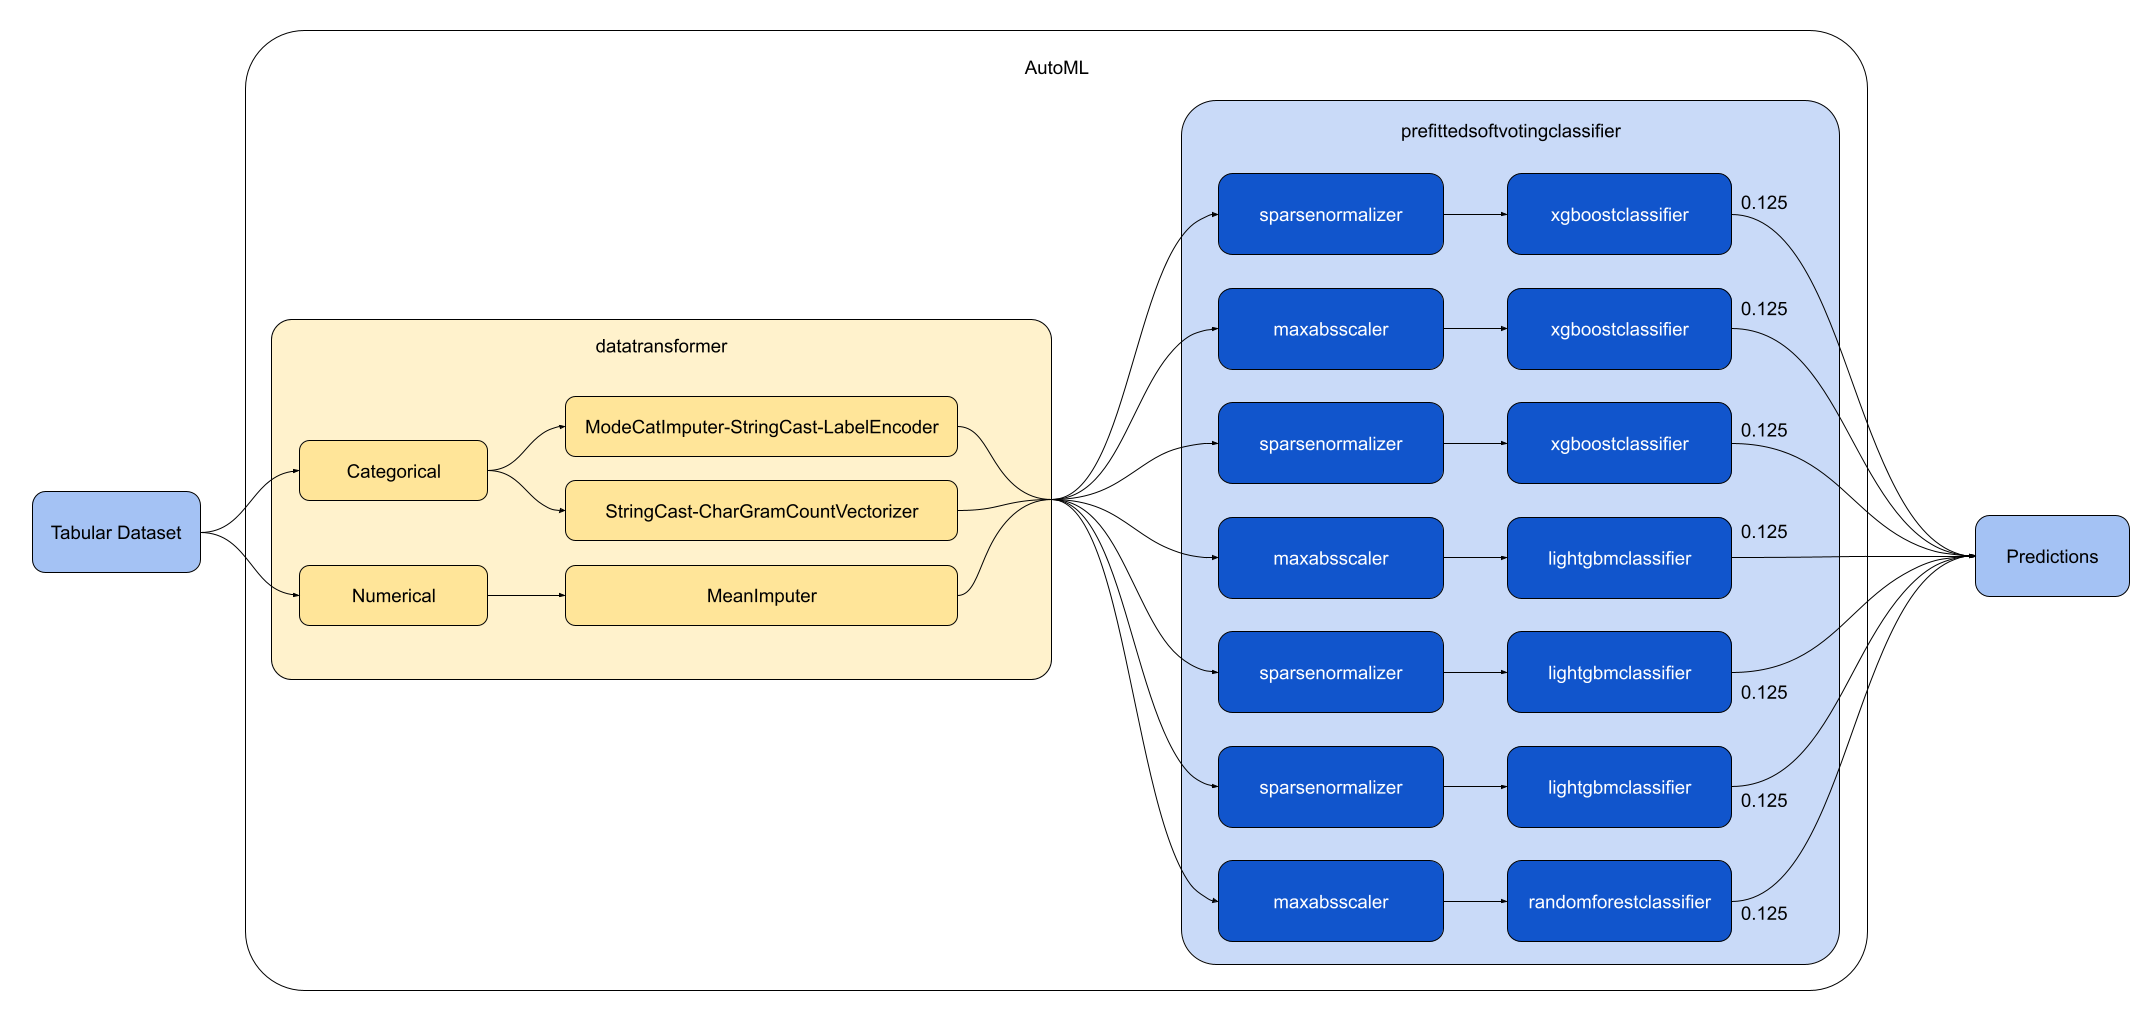 AutoML
Tabular Dataset
datatransformer
Categorical
Numerical
ModeCatImputer-StringCast-LabelEncoder
StringCast-CharGramCountVectorizer
MeanImputer
prefittedsoftvotingclassifier
sparsenormalizer
xgboostclassifier
0.125
maxabsscaler
xgboostclassifier
0.125
sparsenormalizer
xgboostclassifier
0.125
maxabsscaler
lightgbmclassifier
0.125
sparsenormalizer
lightgbmclassifier
0.125
sparsenormalizer
lightgbmclassifier
0.125
maxabsscaler
randomforestclassifier
0.125
Predictions